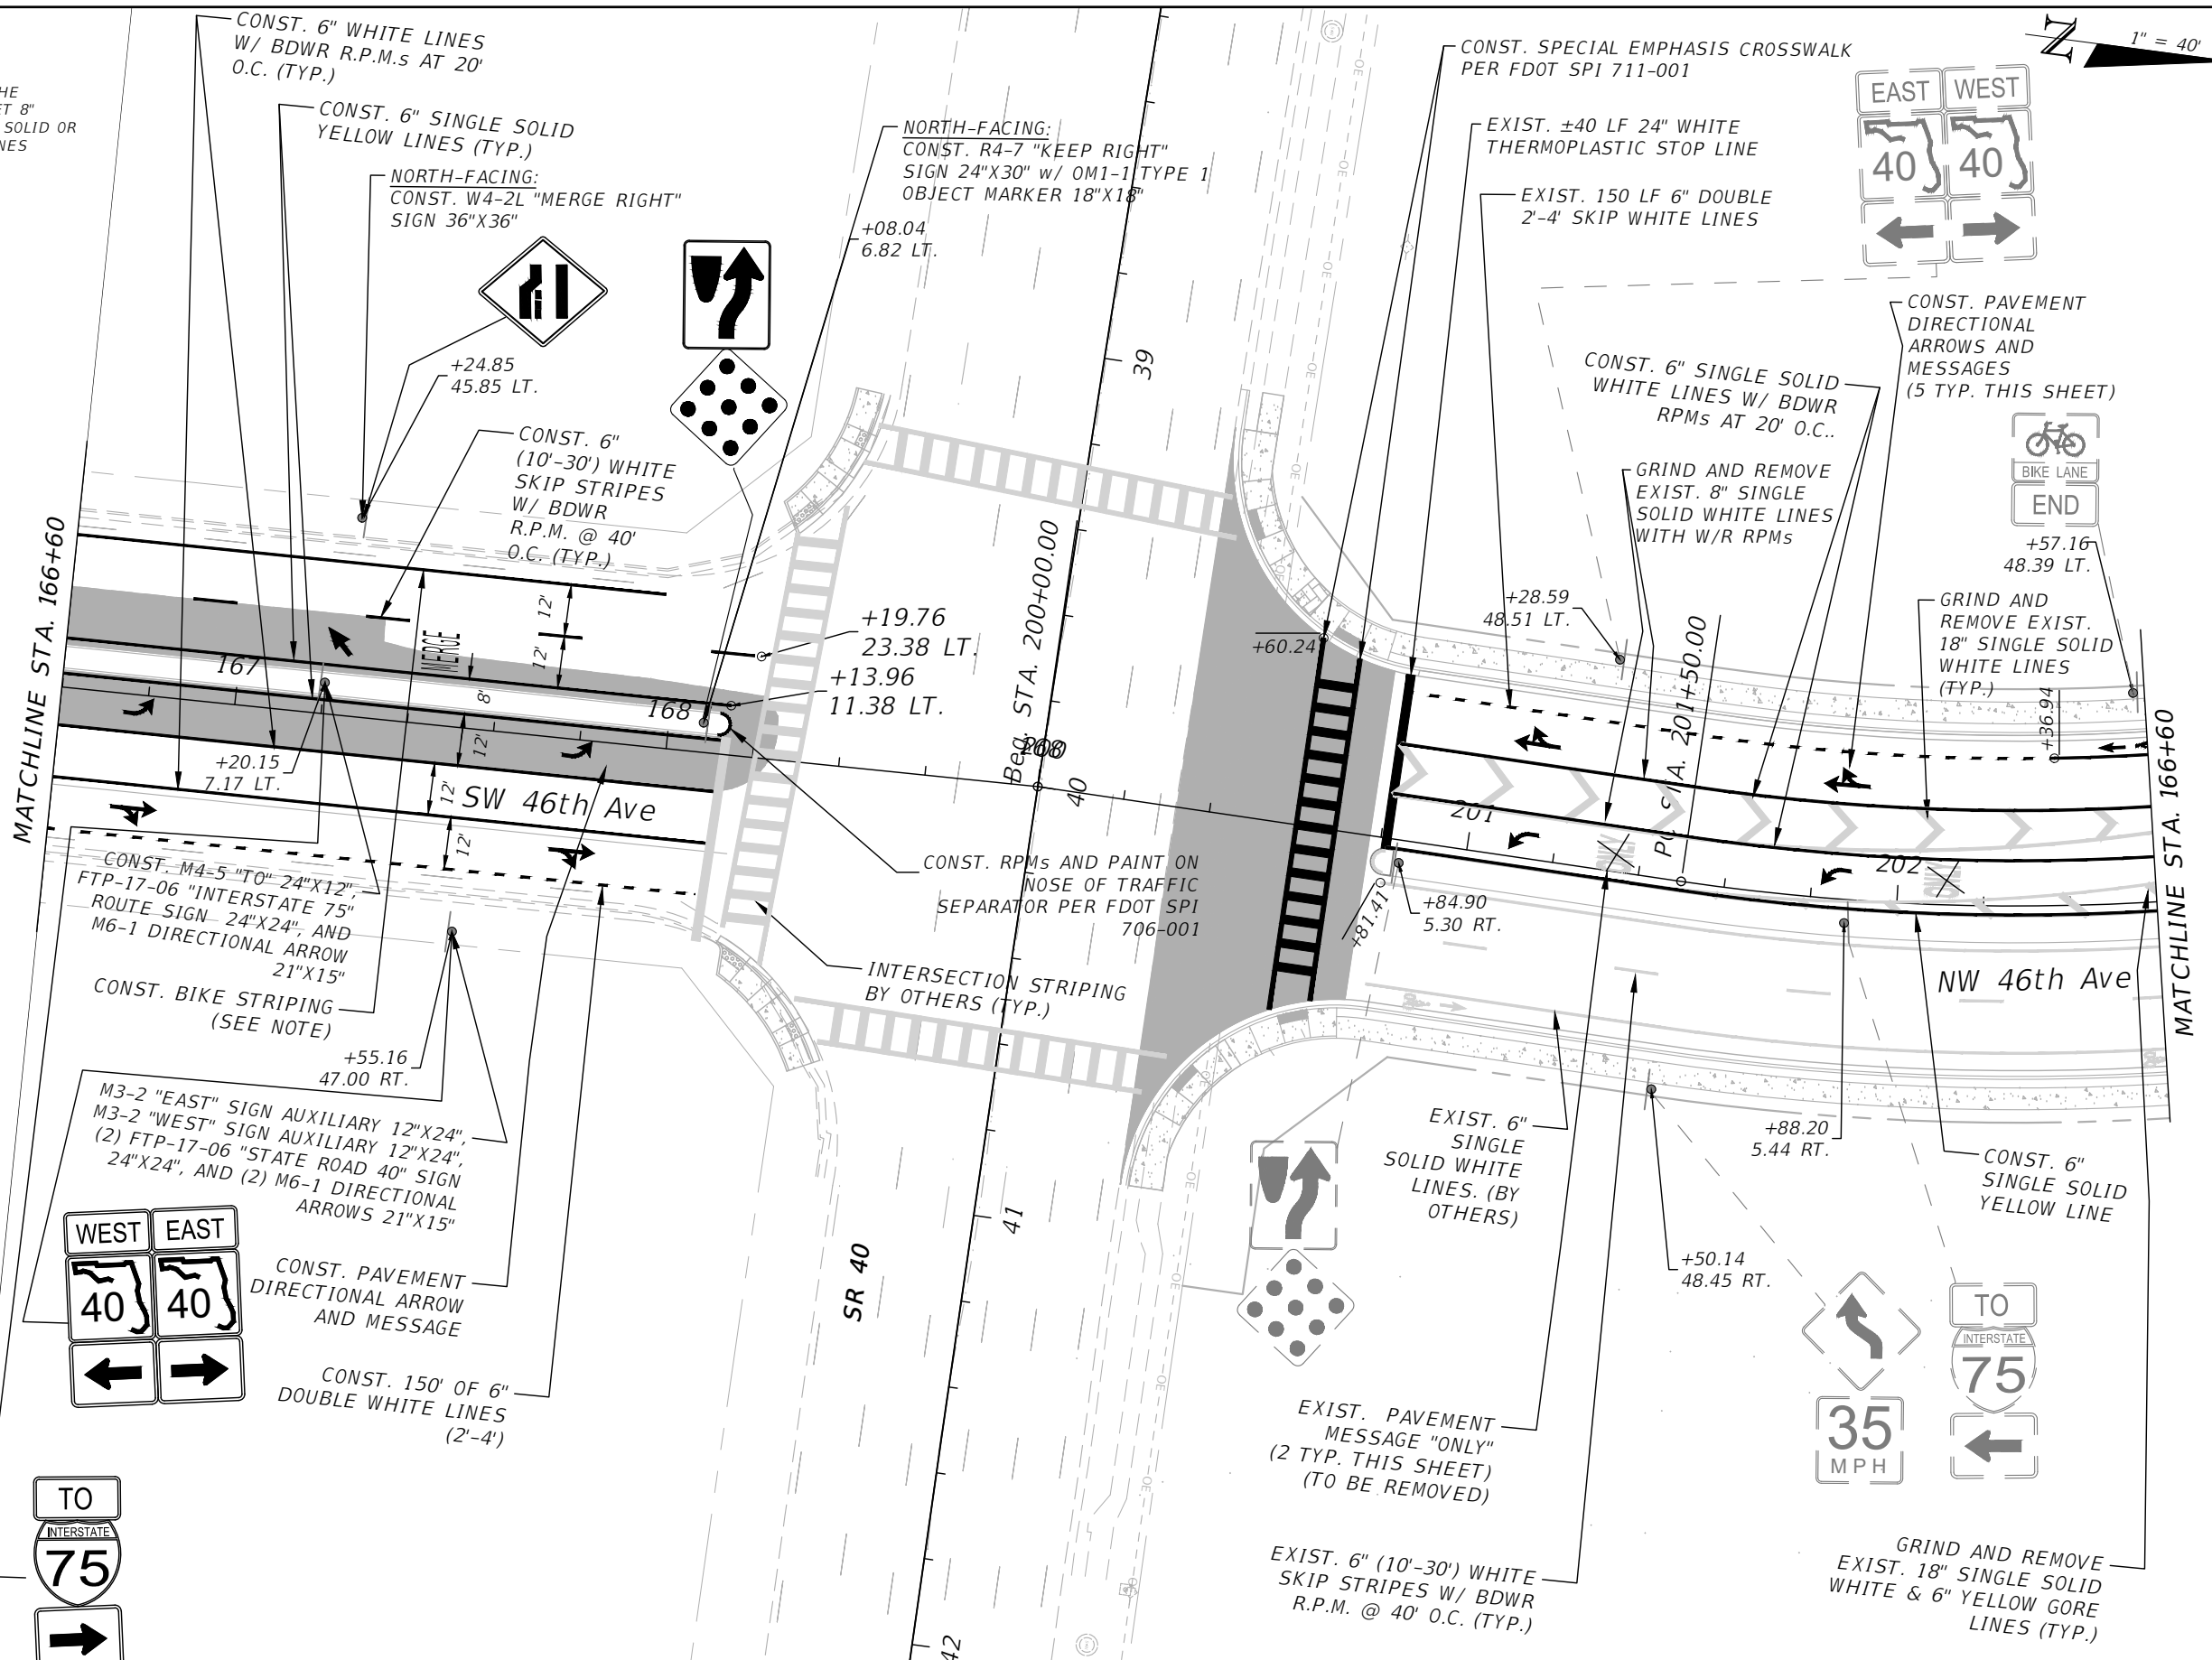 HE
ET 8"
SOLID OR
NES
CONST. 6" WHITE LINES
W/ BDWR R.P.M.s AT 20'
O.C. (TYP.)
CONST. 6" SINGLE SOLID
YELLOW LINES (TYP.)
NORTH-FACING:
CONST. W4-2L "MERGE RIGHT"
SIGN 36"X36"
NORTH-FACING:
CONST. R4-7 "KEEP RIGHT"
SIGN 24"X30" w/ OM1-1 TYPE 1
OBJECT MARKER 18"X18"
+08.04
6.82 LT.
+24.85
45.85 LT.
CONST. 6"
(10'-30') WHITE
SKIP STRIPES
W/ BDWR
R.P.M. @ 40'
O.C. (TYP.)
CONST. SPECIAL EMPHASIS CROSSWALK
PER FDOT SPI 711-001
EXIST. ±40 LF 24" WHITE
THERMOPLASTIC STOP LINE
EXIST. 150 LF 6" DOUBLE
2'-4' SKIP WHITE LINES
N
1" = 40'
EAST WEST
40 40
CONST. PAVEMENT
DIRECTIONAL
ARROWS AND
MESSAGES
(5 TYP. THIS SHEET)
CONST. 6" SINGLE SOLID
WHITE LINES W/ BDWR
RPMs AT 20' O.C..
GRIND AND REMOVE
EXIST. 8" SINGLE
SOLID WHITE LINES
WITH W/R RPMs
BIKE LANE
END
+57.16
48.39 LT.
GRIND AND
REMOVE EXIST.
18" SINGLE SOLID
WHITE LINES
(TYP.)
+28.59
48.51 LT.
+36.94
+60.24
MATCHLINE STA. 166+60
MERGE
12'
12'
8'
12'
12'
12'
167
168
+19.76
23.38 LT.
+13.96
11.38 LT.
+20.15
7.17 LT.
SW 46th Ave
Beg. STA. 200+00.00
200
39
40
41
42
SR 40
201
202
PC STA. 201+50.00
+81.41
+84.90
5.30 RT.
NW 46th Ave
MATCHLINE STA. 166+60
CONST. M4-5 "TO" 24"X12",
FTP-17-06 "INTERSTATE 75"
ROUTE SIGN 24"X24", AND
M6-1 DIRECTIONAL ARROW
21"X15"
CONST. BIKE STRIPING
(SEE NOTE)
+55.16
47.00 RT.
CONST. RPMs AND PAINT ON
NOSE OF TRAFFIC
SEPARATOR PER FDOT SPI
706-001
INTERSECTION STRIPING
BY OTHERS (TYP.)
M3-2 "EAST" SIGN AUXILIARY 12"X24",
M3-2 "WEST" SIGN AUXILIARY 12"X24",
(2) FTP-17-06 "STATE ROAD 40" SIGN
24"X24", AND (2) M6-1 DIRECTIONAL
ARROWS 21"X15"
WEST EAST
40 40
CONST. PAVEMENT
DIRECTIONAL ARROW
AND MESSAGE
CONST. 150' OF 6"
DOUBLE WHITE LINES
(2'-4')
TO
INTERSTATE
75
EXIST. 6"
SINGLE
SOLID WHITE
LINES. (BY
OTHERS)
+88.20
5.44 RT.
CONST. 6"
SINGLE SOLID
YELLOW LINE
+50.14
48.45 RT.
35
MPH
TO
INTERSTATE
75
EXIST. PAVEMENT
MESSAGE "ONLY"
(2 TYP. THIS SHEET)
(TO BE REMOVED)
EXIST. 6" (10'-30') WHITE
SKIP STRIPES W/ BDWR
R.P.M. @ 40' O.C. (TYP.)
GRIND AND REMOVE
EXIST. 18" SINGLE SOLID
WHITE & 6" YELLOW GORE
LINES (TYP.)